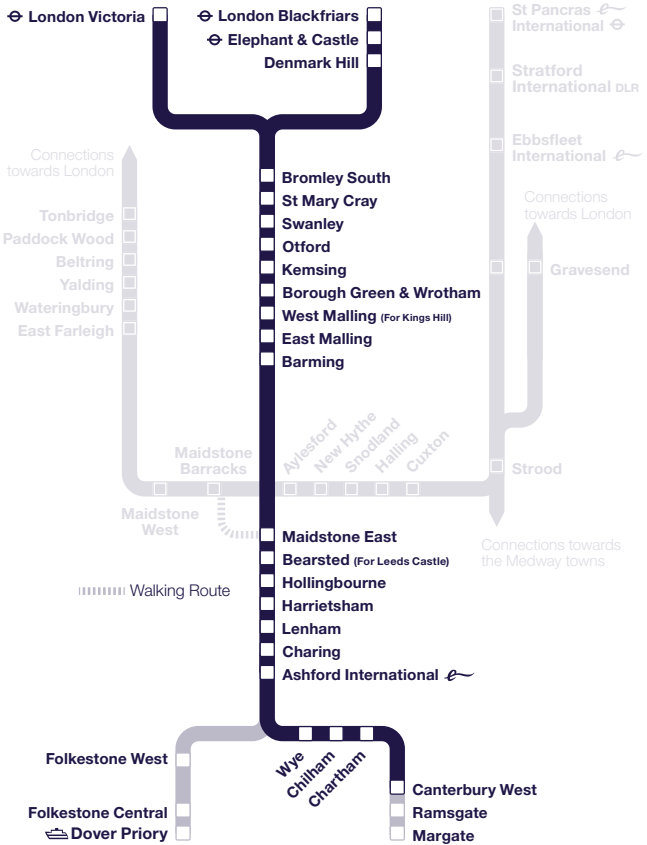 London Victoria
London Blackfriars
Elephant & Castle
Denmark Hill
St Pancras
International
Stratford
International DLR
Ebbsfleet
International
Connections
towards London
Connections
towards London
Tonbridge
Paddock Wood
Beltring
Yalding
Wateringbury
East Farleigh
Bromley South
St Mary Cray
Swanley
Otford
Kemsing
Borough Green & Wrotham
West Malling (For Kings Hill)
East Malling
Barming
Gravesend
Maidstone
Barracks
Aylesford
New Hythe
Snodland
Halling
Cuxton
Strood
Maidstone
West
Connections towards
the Medway towns
Maidstone East
Bearsted (For Leeds Castle)
Hollingbourne
Harrietsham
Lenham
Charing
Ashford International
Walking Route
Folkestone West
Folkestone Central
Dover Priory
Wye
Chilham
Chartham
Canterbury West
Ramsgate
Margate